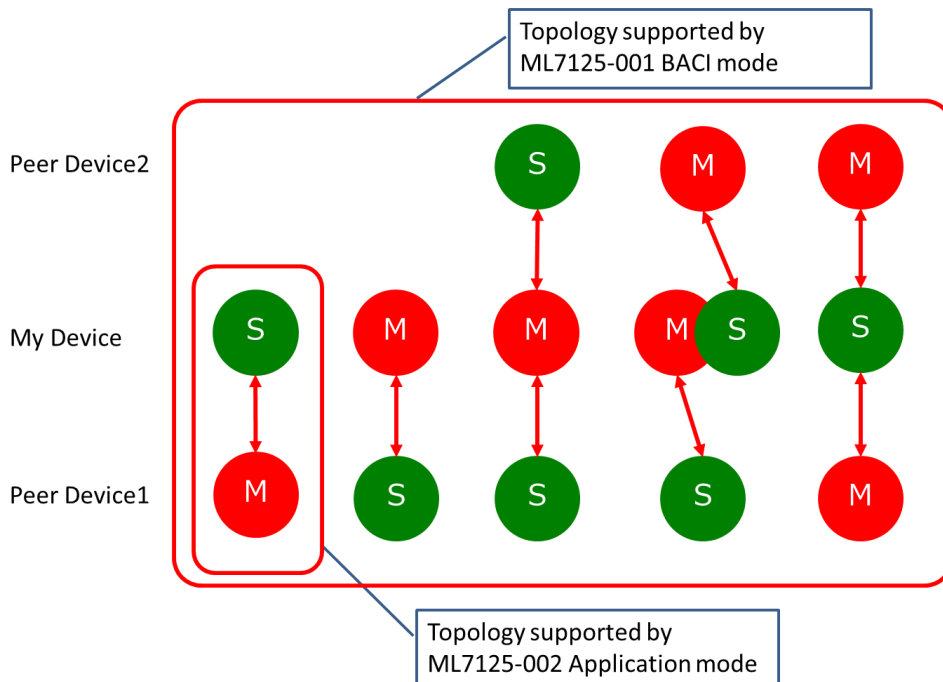 Topology supported by
ML7125-001 BACI mode
Peer Device2
S
M
M
My Device
S
M
M
M
S
S
Peer Device1
M
S
S
S
M
Topology supported by
ML7125-002 Application mode